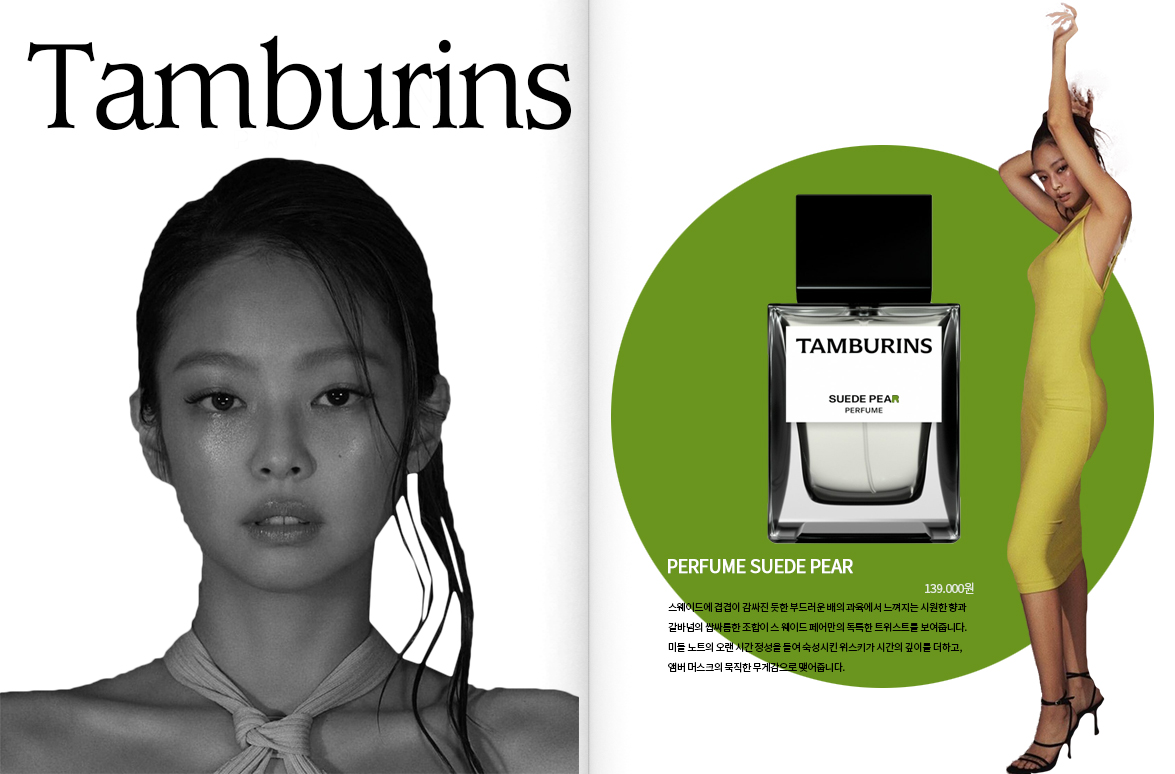 Tamburins
TAMBURINS
SUEDE PEAR
PERFUME
PERFUME SUEDE PEAR
139.000원
스웨이드에 겹겹이 감싸진 듯한 부드러운 배의 과육에서 느껴지는 시원한 향과
갈바넘의 쌉싸름한 조합이 스 웨이드 페어만의 독특한 트위스트를 보여줍니다.
미들 노트의 오랜 시간 정성을 들여 숙성시킨 위스키가 시간의 깊이를 더하고,
앰버 머스크의 묵직한 무게감으로 맺어줍니다.